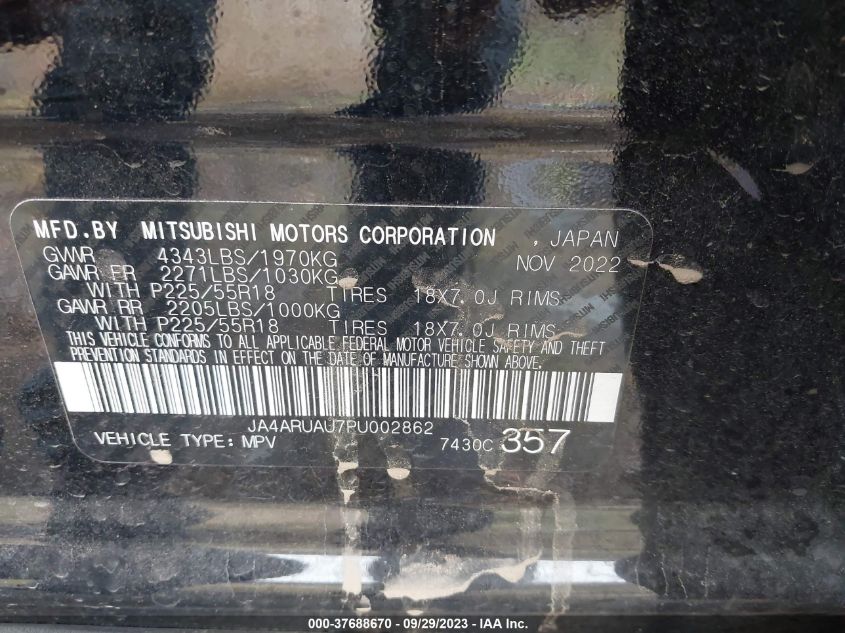 MFD.BY MITSUBISHI MOTORS CORPORATION , JAPAN
GVWR 4343LBS/1970KG NOV 2022
GAWR FR 2271LBS/1030KG
WITH P225/55R18 TIRES 18X7.0J RIMS
GAWR RR 2205LBS/1000KG
WITH P225/55R18 TIRES 18X7.0J RIMS
THIS VEHICLE CONFORMS TO ALL APPLICABLE FEDERAL MOTOR VEHICLE SAFETY AND THEFT
PREVENTION STANDARDS IN EFFECT ON THE DATE OF MANUFACTURE SHOWN ABOVE.
JA4ARUAU7PU002862
VEHICLE TYPE: MPV 7430C 357
000-37688670 - 09/29/2023 - IAA Inc.